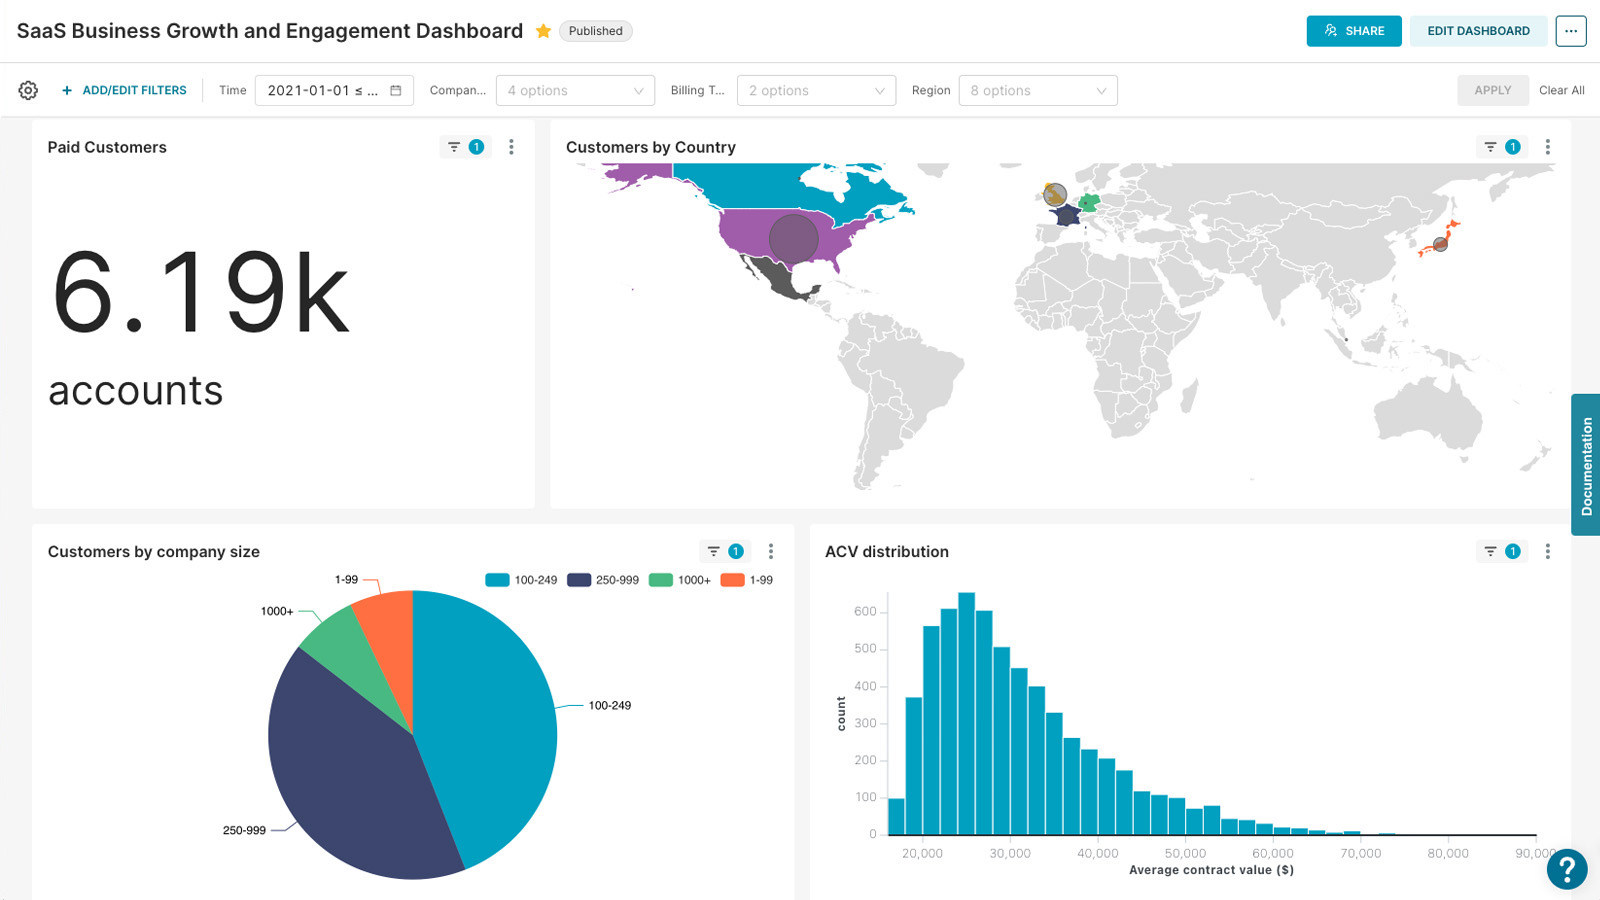 SaaS Business Growth and Engagement Dashboard Published SHARE EDIT DASHBOARD ...
+ ADD/EDIT FILTERS Time 2021-01-01 ≤ ... Compan... 4 options Billing T... 2 options Region 8 options APPLY Clear All
Paid Customers 1
6.19k
accounts
Customers by Country 1
Documentation
Customers by company size 1
100-249 250-999 1000+ 1-99
1-99
1000+
100-249
250-999
ACV distribution 1
600
500
400
300
200
100
0
count
20,000 30,000 40,000 50,000 60,000 70,000 80,000 90,000
Average contract value ($)
?